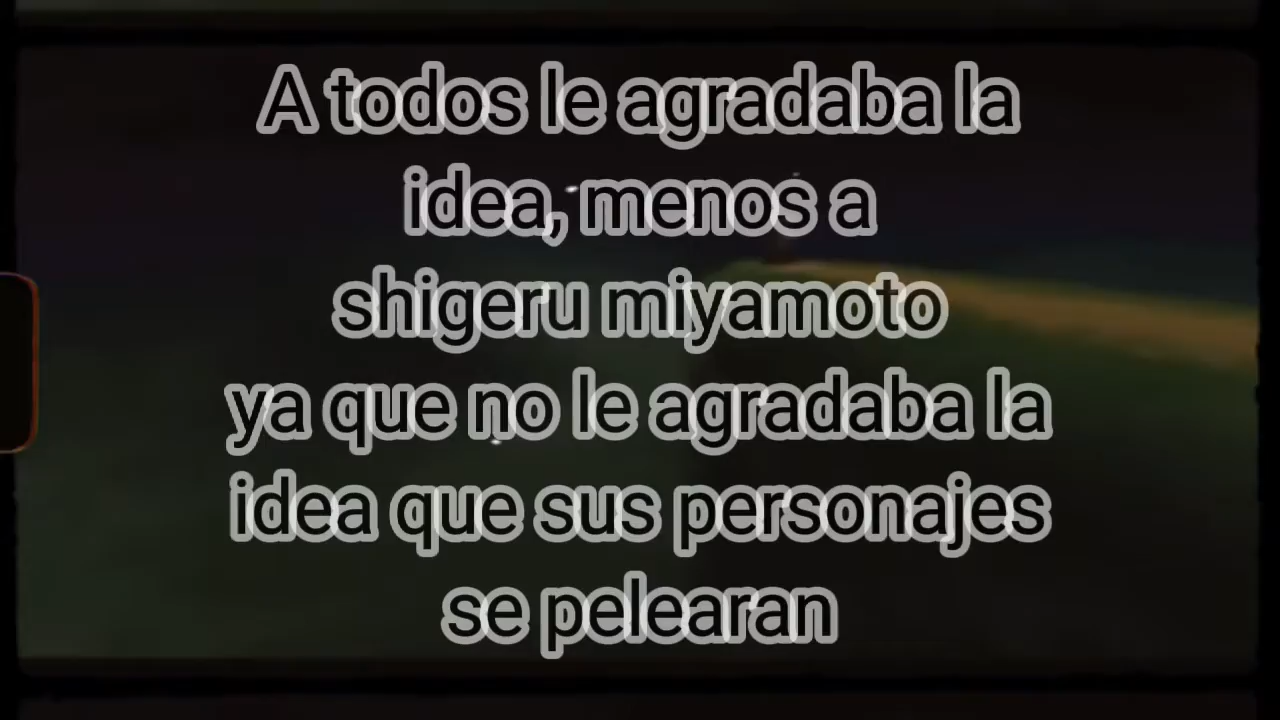 A todos le agradaba la
idea, menos a
shigeru miyamoto
ya que no le agradaba la
idea que sus personajes
se pelearan